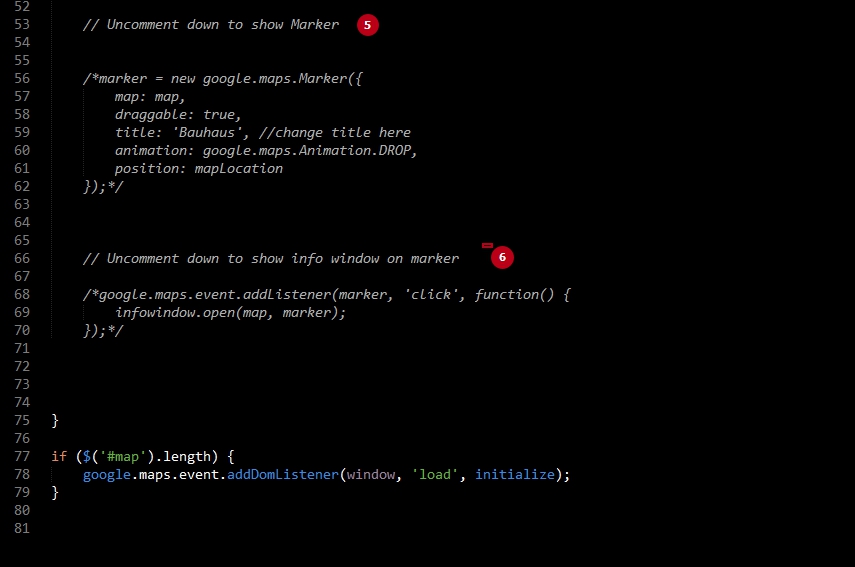 52
53 // Uncomment down to show Marker 5
54
55
56 /*marker = new google.maps.Marker({
57 map: map,
58 draggable: true,
59 title: 'Bauhaus', //change title here
60 animation: google.maps.Animation.DROP,
61 position: mapLocation
62 });*/
63
64
65
66 // Uncomment down to show info window on marker 6
67
68 /*google.maps.event.addListener(marker, 'click', function() {
69 infowindow.open(map, marker);
70 });*/
71
72
73
74
75 }
76
77 if ($('#map').length) {
78 google.maps.event.addDomListener(window, 'load', initialize);
79 }
80
81